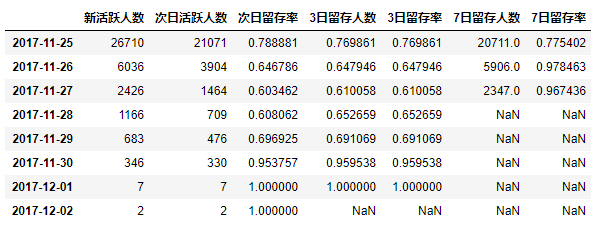 新活跃人数 次日活跃人数 次日留存率 3日留存人数 3日留存率 7日留存人数 7日留存率
2017-11-25 26710 21071 0.788881 0.769861 0.769861 20711.0 0.775402
2017-11-26 6036 3904 0.646786 0.647946 0.647946 5906.0 0.978463
2017-11-27 2426 1464 0.603462 0.610058 0.610058 2347.0 0.967436
2017-11-28 1166 709 0.608062 0.652659 0.652659 NaN NaN
2017-11-29 683 476 0.696925 0.691069 0.691069 NaN NaN
2017-11-30 346 330 0.953757 0.959538 0.959538 NaN NaN
2017-12-01 7 7 1.000000 1.000000 1.000000 NaN NaN
2017-12-02 2 2 1.000000 NaN NaN NaN NaN